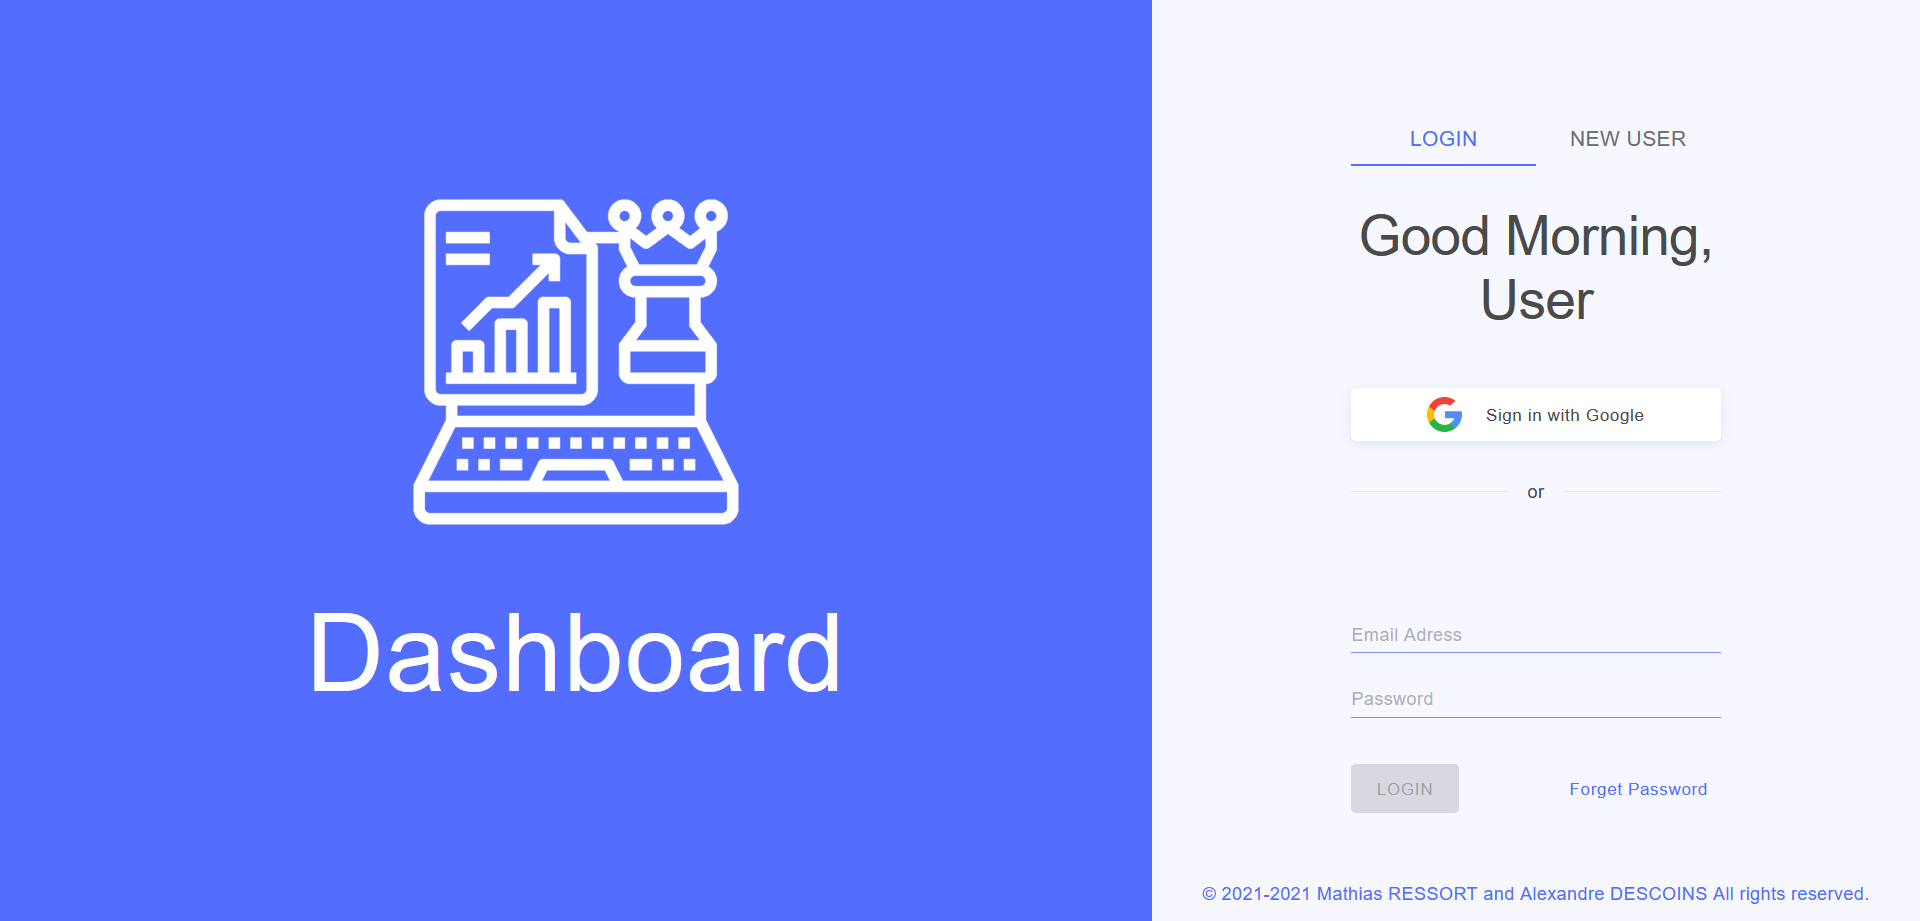 Dashboard
LOGIN
NEW USER
Good Morning,
User
Sign in with Google
or
Email Adress
Password
LOGIN
Forget Password
© 2021-2021 Mathias RESSORT and Alexandre DESCOINS All rights reserved.